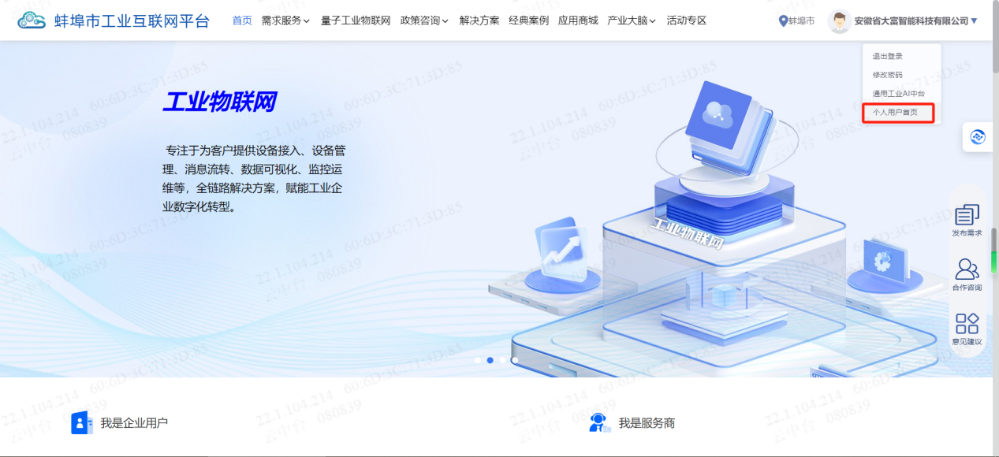 蚌埠市工业互联网平台 首页 需求服务 量子工业物联网 政策咨询 解决方案 经典案例 应用商城 产业大脑 活动专区 蚌埠市 安徽省大富智能科技有限公司
退出登录
修改密码
通用工业AI中台
个人用户首页
工业物联网
专注于为客户提供设备接入、设备管
理、消息流转、数据可视化、监控运
维等，全链路解决方案，赋能工业企
业数字化转型。
工业物联网
发布需求
合作咨询
意见建议
我是企业用户 我是服务商
22.1.104.214 60:6D:3C:71:3D:85
云中台 080839